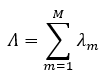 Λ = ∑_{m=1}^{M} λ_m